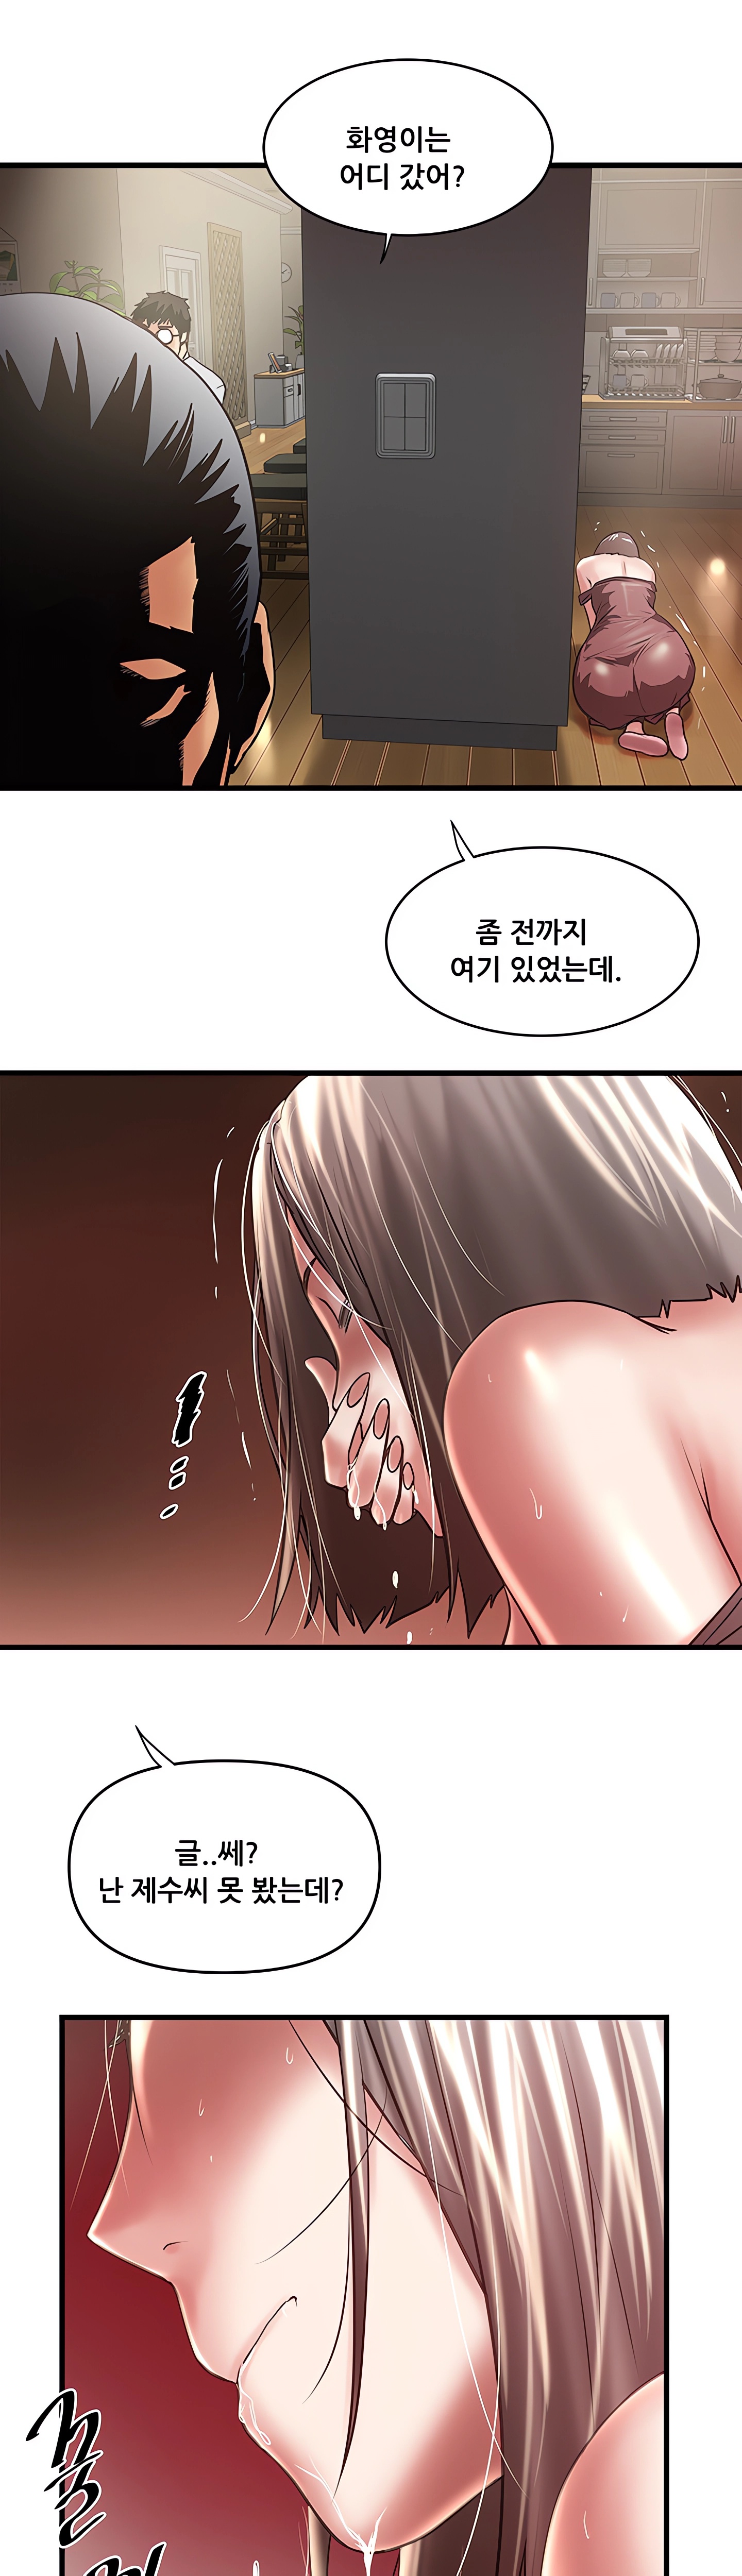 화영이는
어디 갔어?
좀 전까지
여기 있었는데.
글..쎄?
난 제수씨 못 봤는데?
꿀